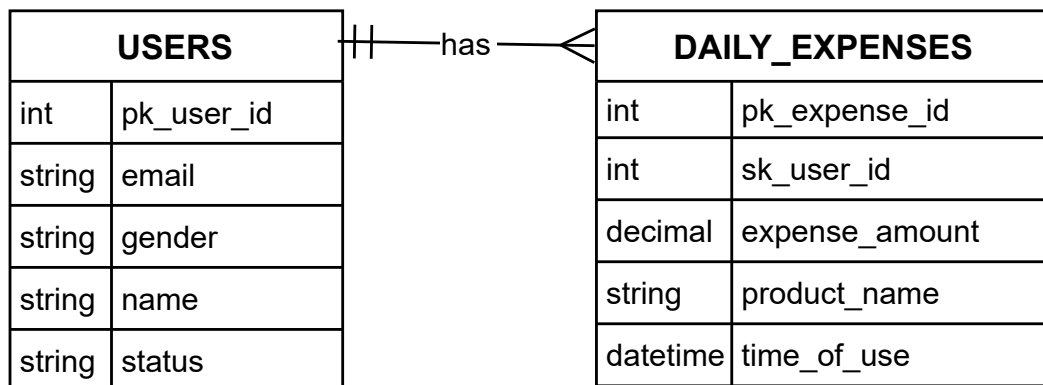 USERS
int pk_user_id
string email
string gender
string name
string status
has
DAILY_EXPENSES
int pk_expense_id
int sk_user_id
decimal expense_amount
string product_name
datetime time_of_use